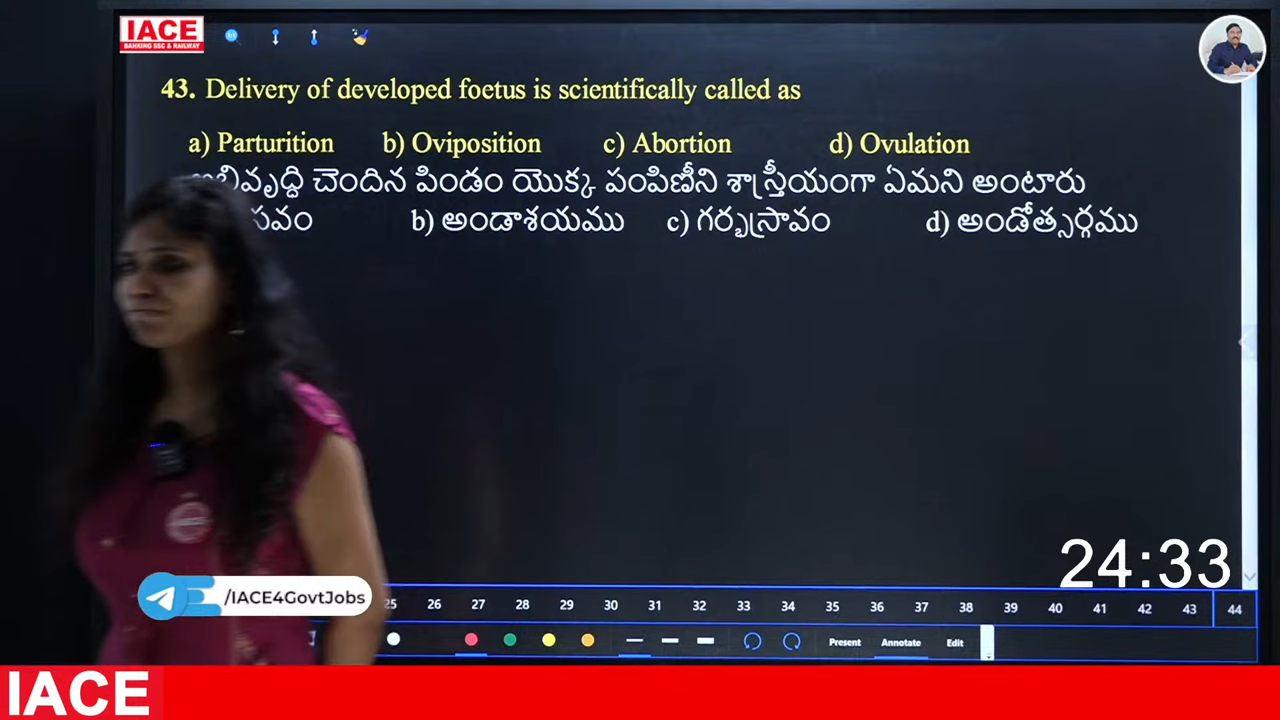 IACE
BANKING SSC & RAILWAY
43. Delivery of developed foetus is scientifically called as
a) Parturition b) Oviposition c) Abortion d) Ovulation
చెందిన పిండం యొక్క పంపిణీని శాస్త్రీయంగా ఏమని అంటారు
b) అండాశయము c) గర్భస్రావం d) అండోత్సర్గము
24:33
/IACE4GovtJobs
25 26 27 28 29 30 31 32 33 34 35 36 37 38 39 40 41 42 43 44
Present Annotate Edit
IACE